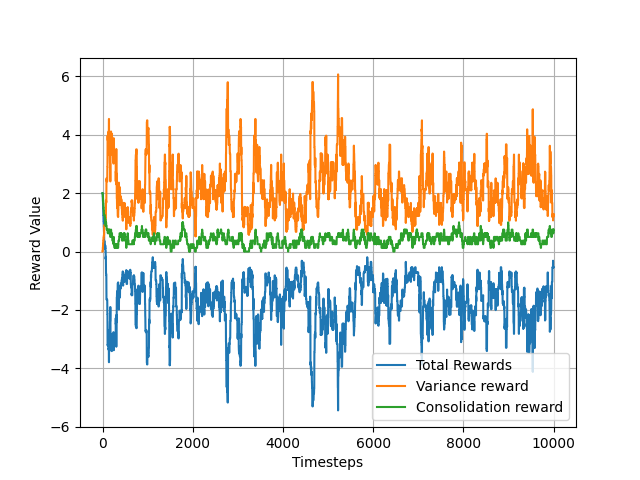 6
4
2
0
−2
−4
−6
Reward Value
0
2000
4000
6000
8000
10000
Timesteps
Total Rewards
Variance reward
Consolidation reward